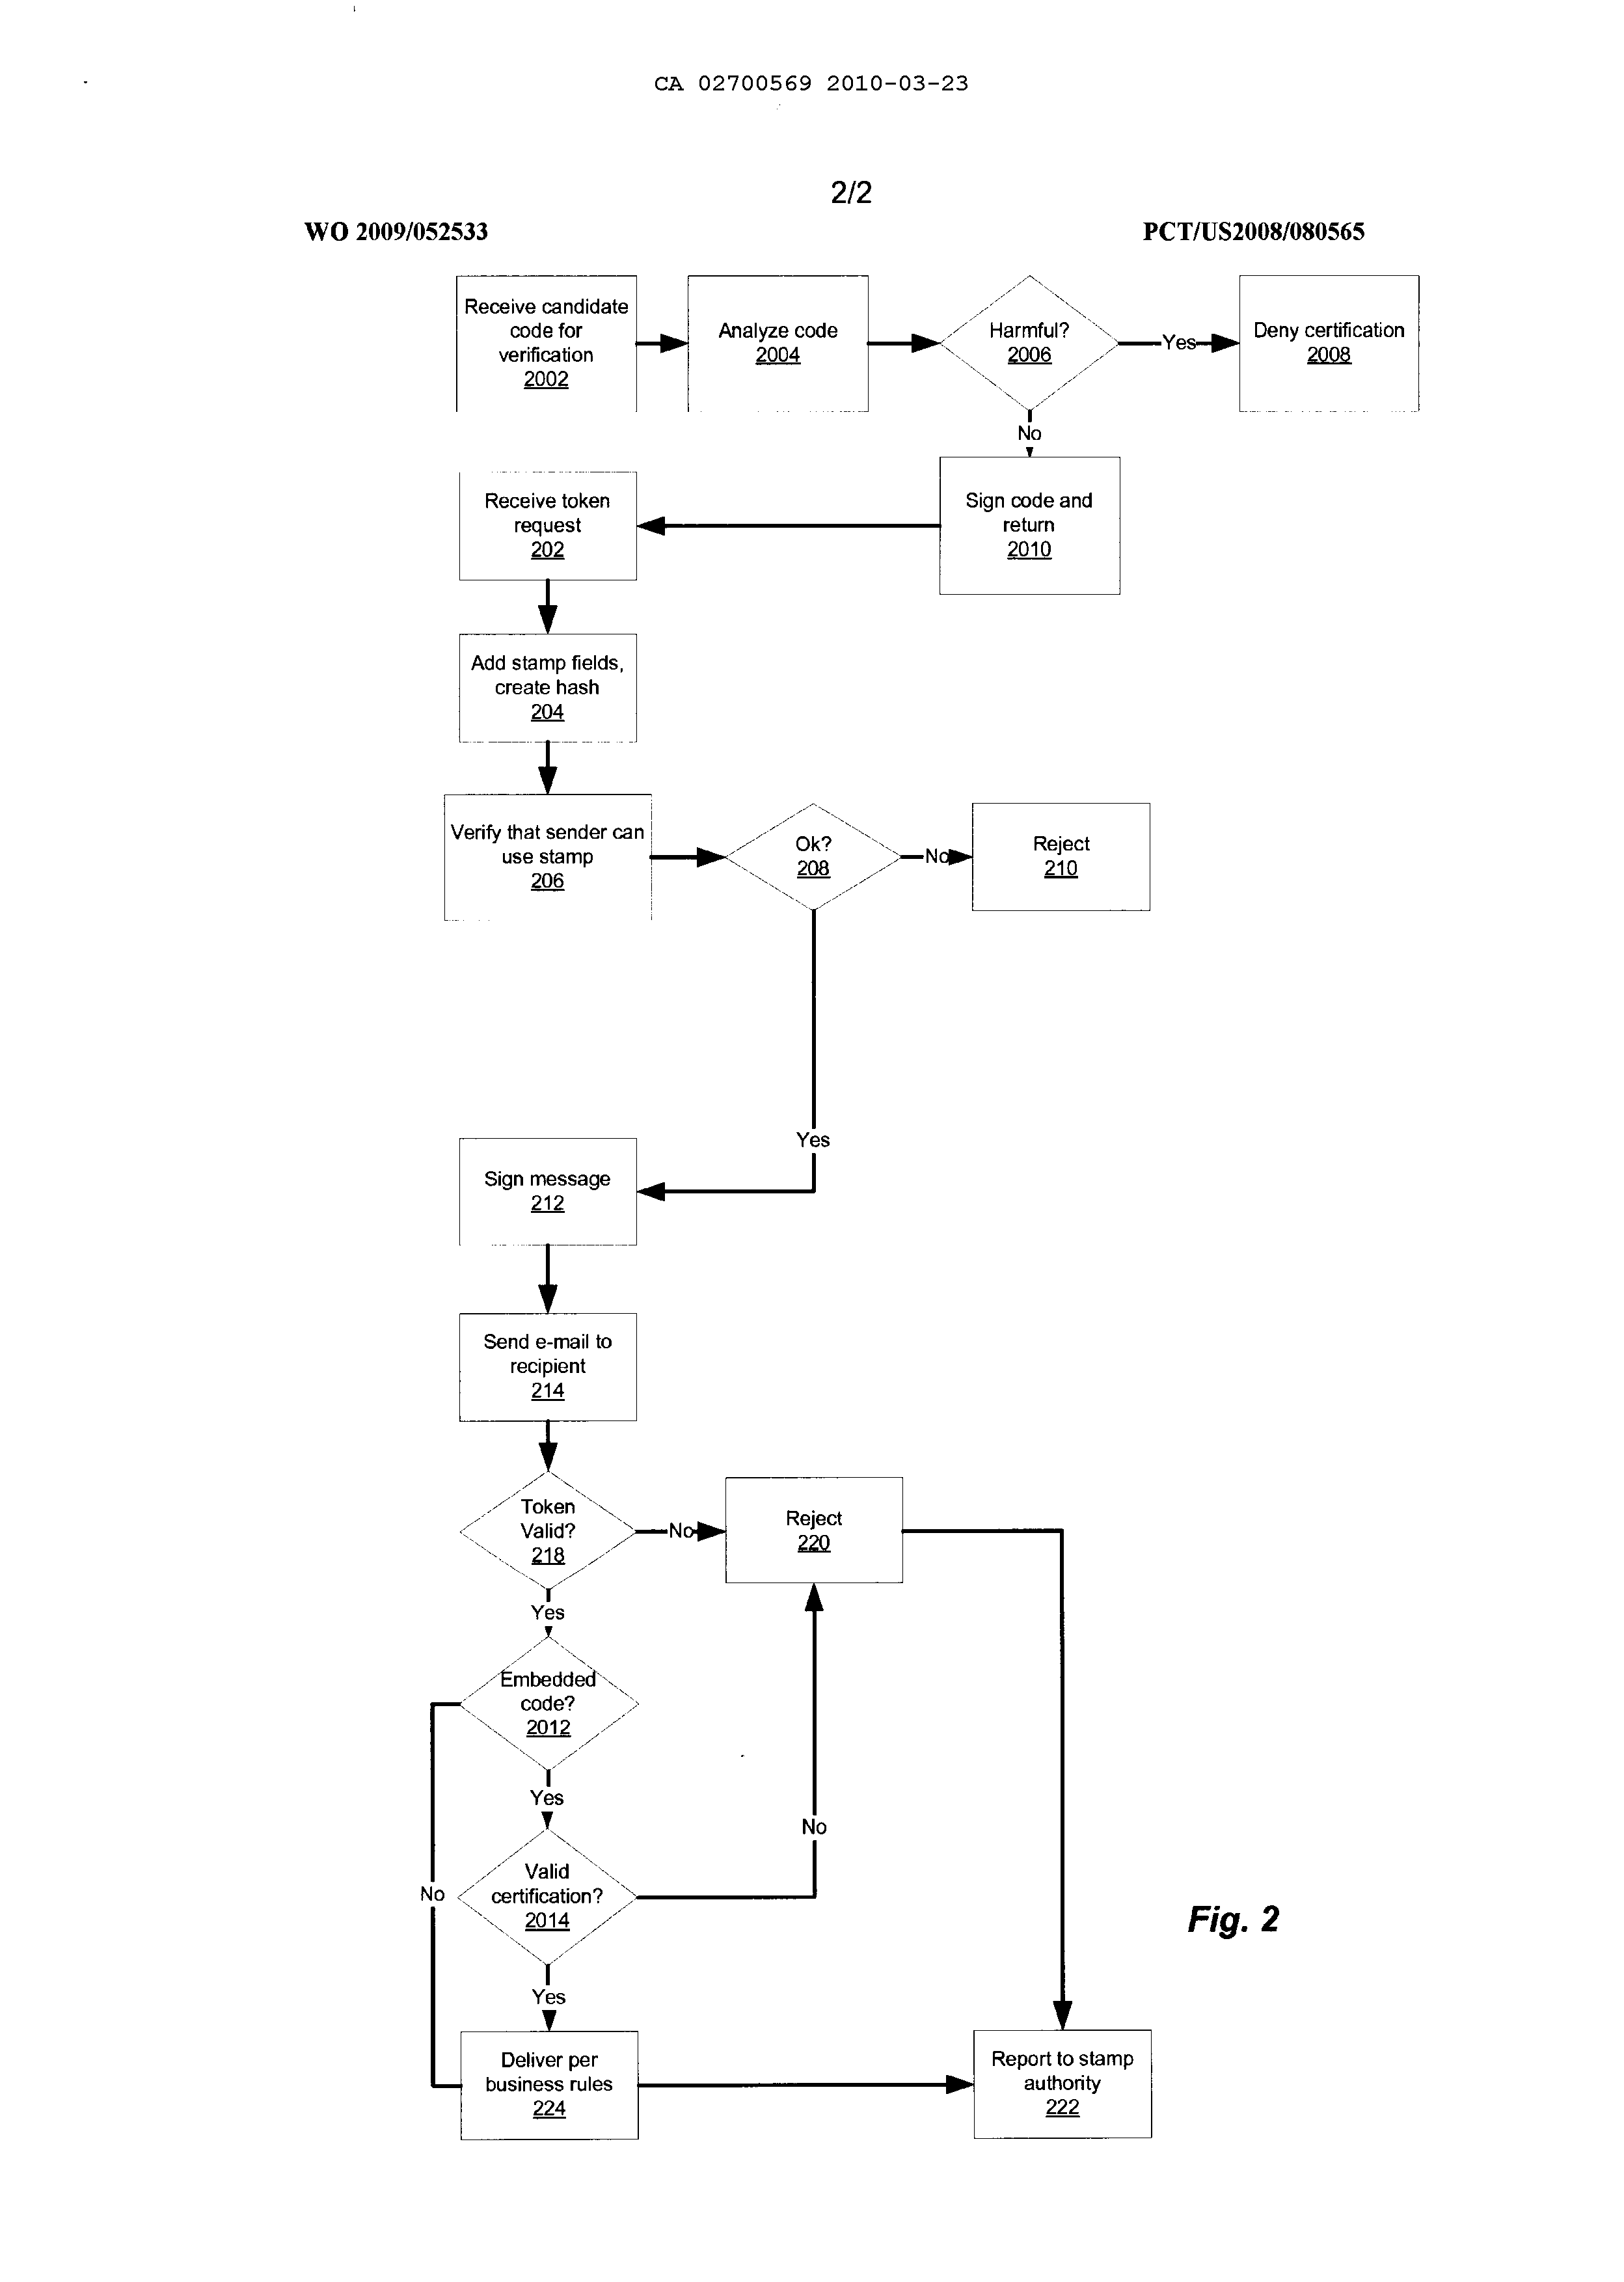 CA 02700569 2010-03-23
2/2
WO 2009/052533
PCT/US2008/080565
Receive candidate
code for
verification
2002
Analyze code
2004
Harmful?
2006
Yes
Deny certification
2008
No
Sign code and
return
2010
Receive token
request
202
Add stamp fields,
create hash
204
Verify that sender can
use stamp
206
Ok?
208
No
Reject
210
Yes
Sign message
212
Send e-mail to
recipient
214
Token
Valid?
218
No
Reject
220
Yes
Embedded
code?
2012
Yes
No
Valid
certification?
2014
No
Fig. 2
Yes
Deliver per
business rules
224
Report to stamp
authority
222